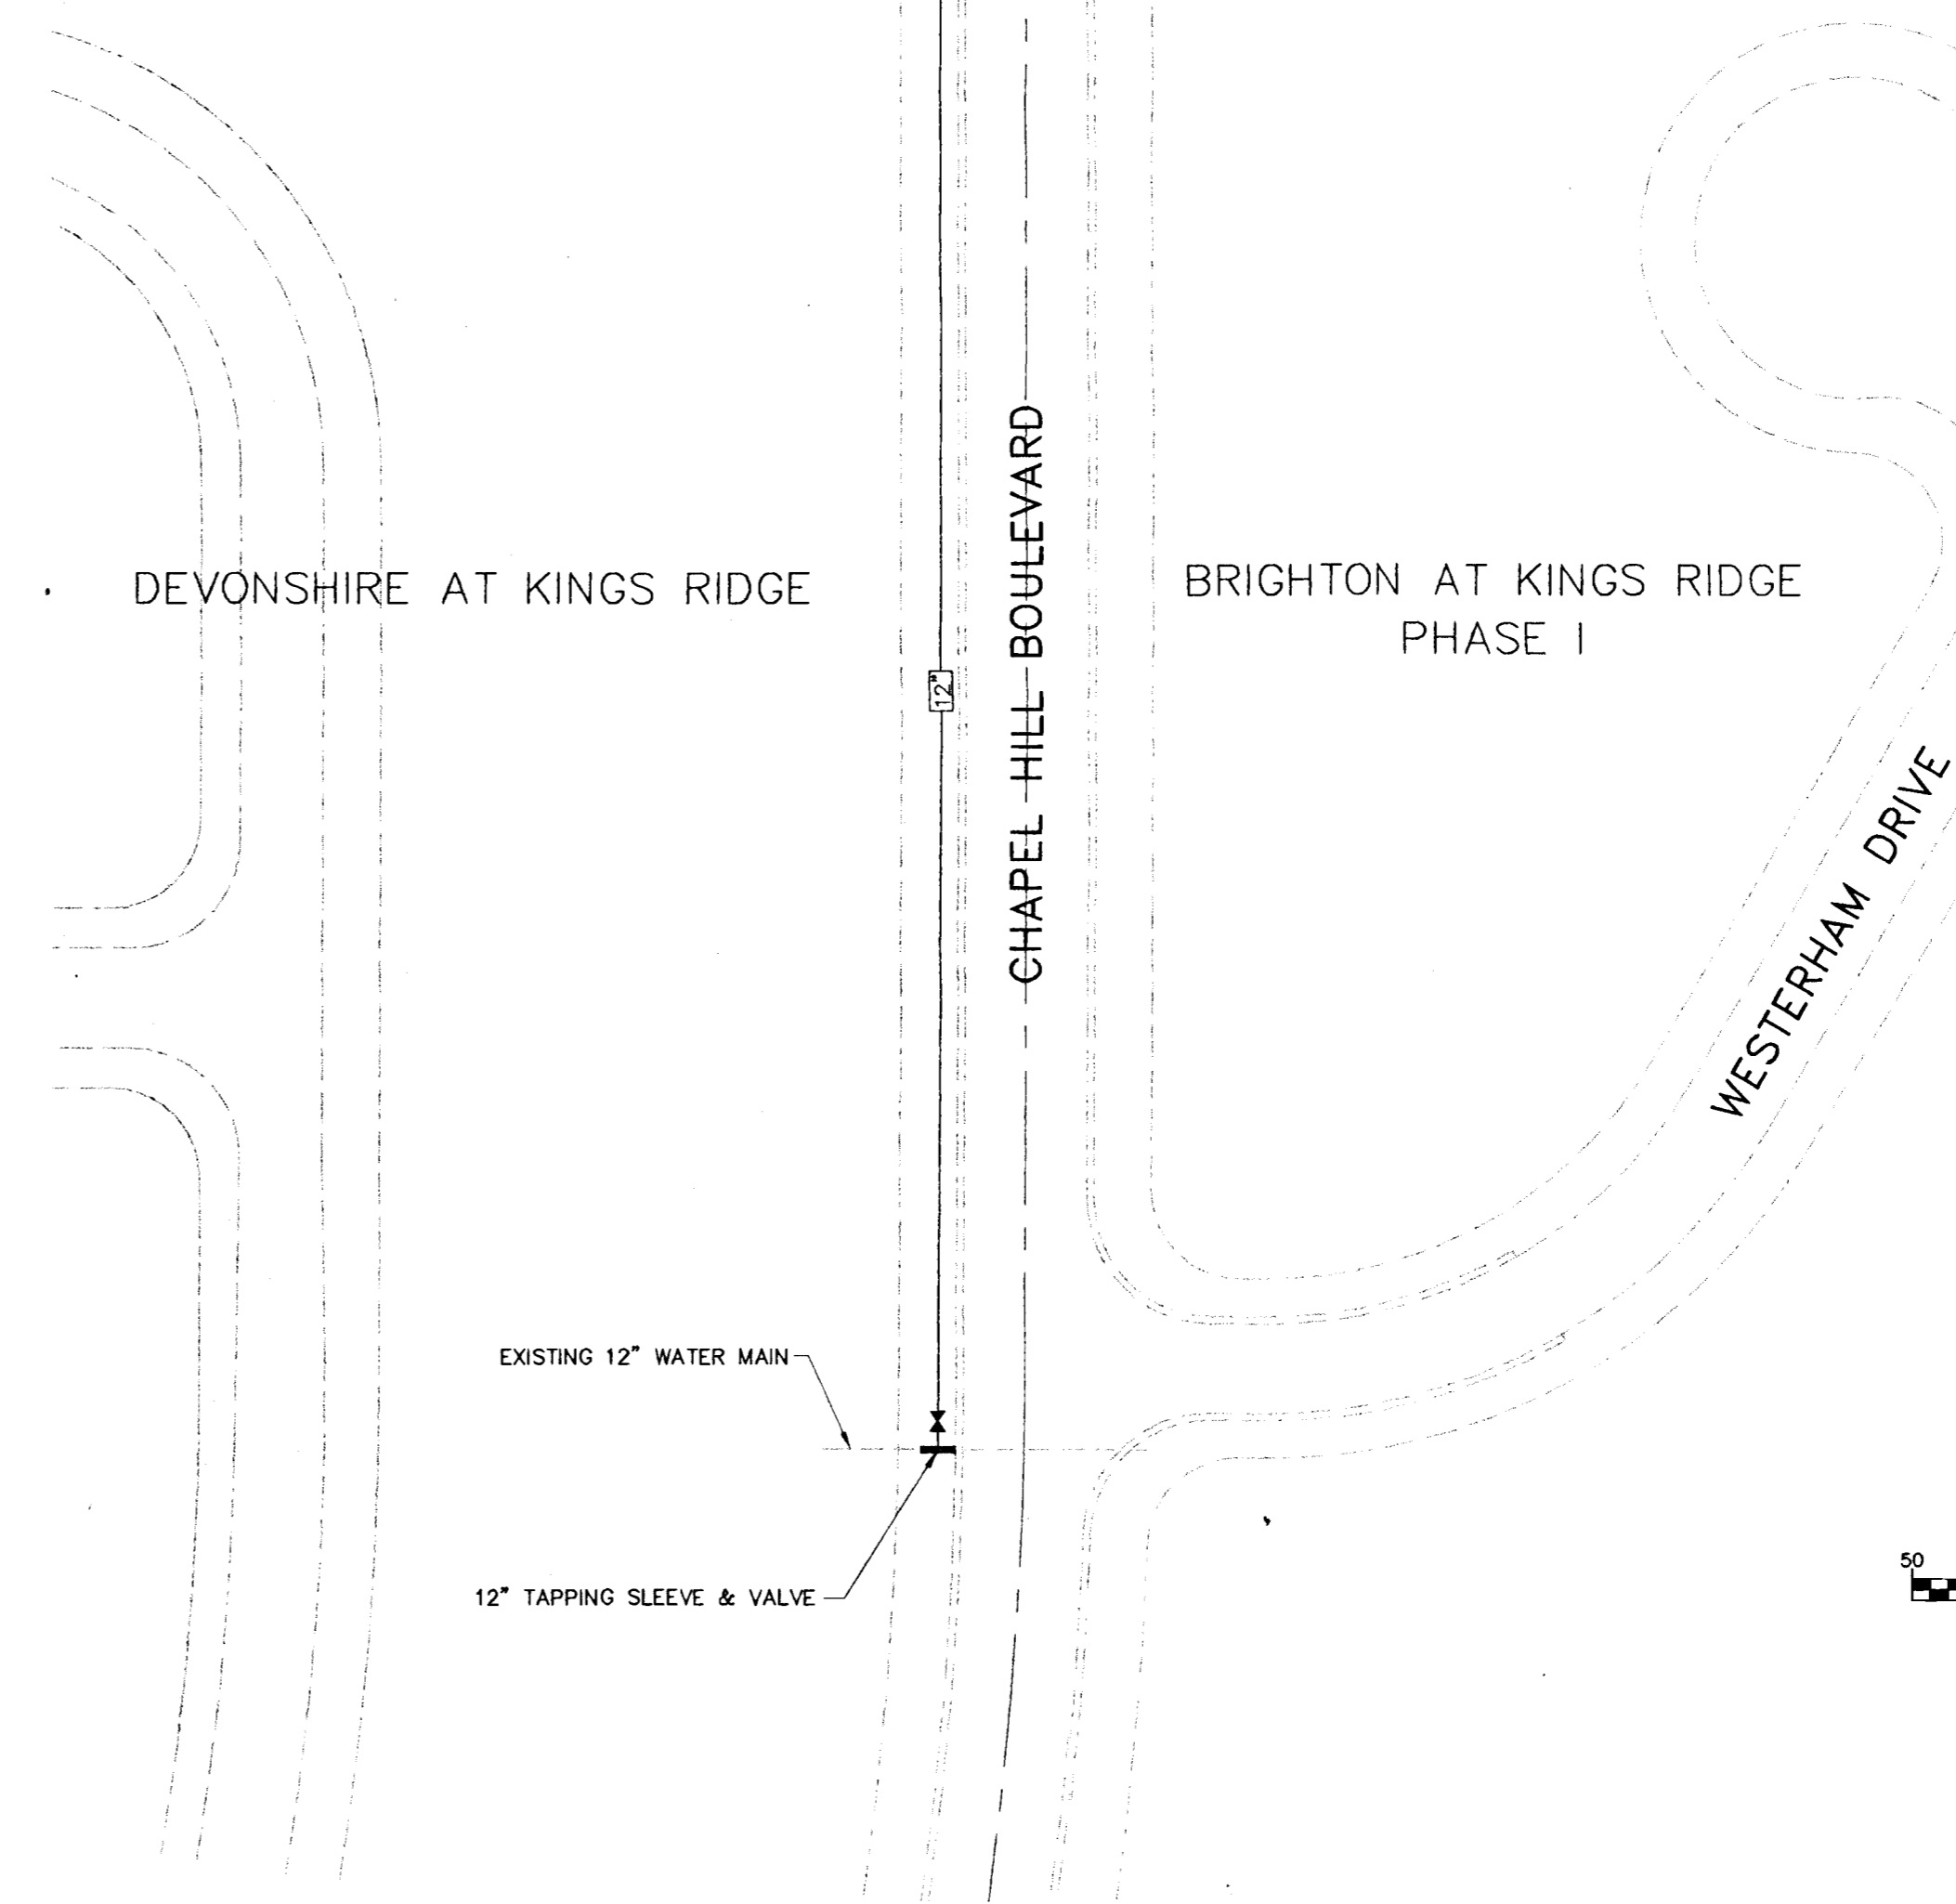 CHAPEL HILL BOULEVARD
DEVONSHIRE AT KINGS RIDGE
BRIGHTON AT KINGS RIDGE
PHASE I
12"
WESTERHAM DRIVE
EXISTING 12" WATER MAIN
12" TAPPING SLEEVE & VALVE
50